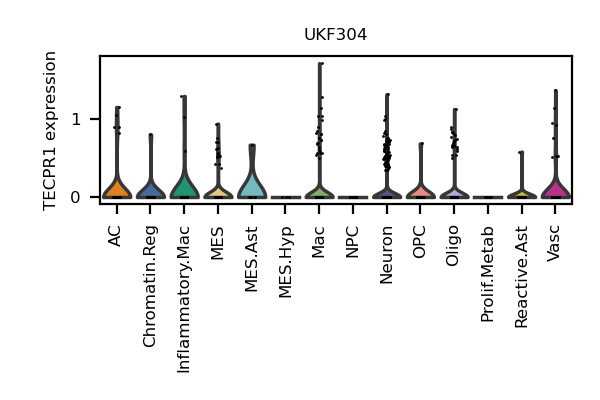 UKF304
TECPR1 expression
1
0
AC
Chromatin.Reg
Inflammatory.Mac
MES
MES.Ast
MES.Hyp
Mac
NPC
Neuron
OPC
Oligo
Prolif.Metab
Reactive.Ast
Vasc